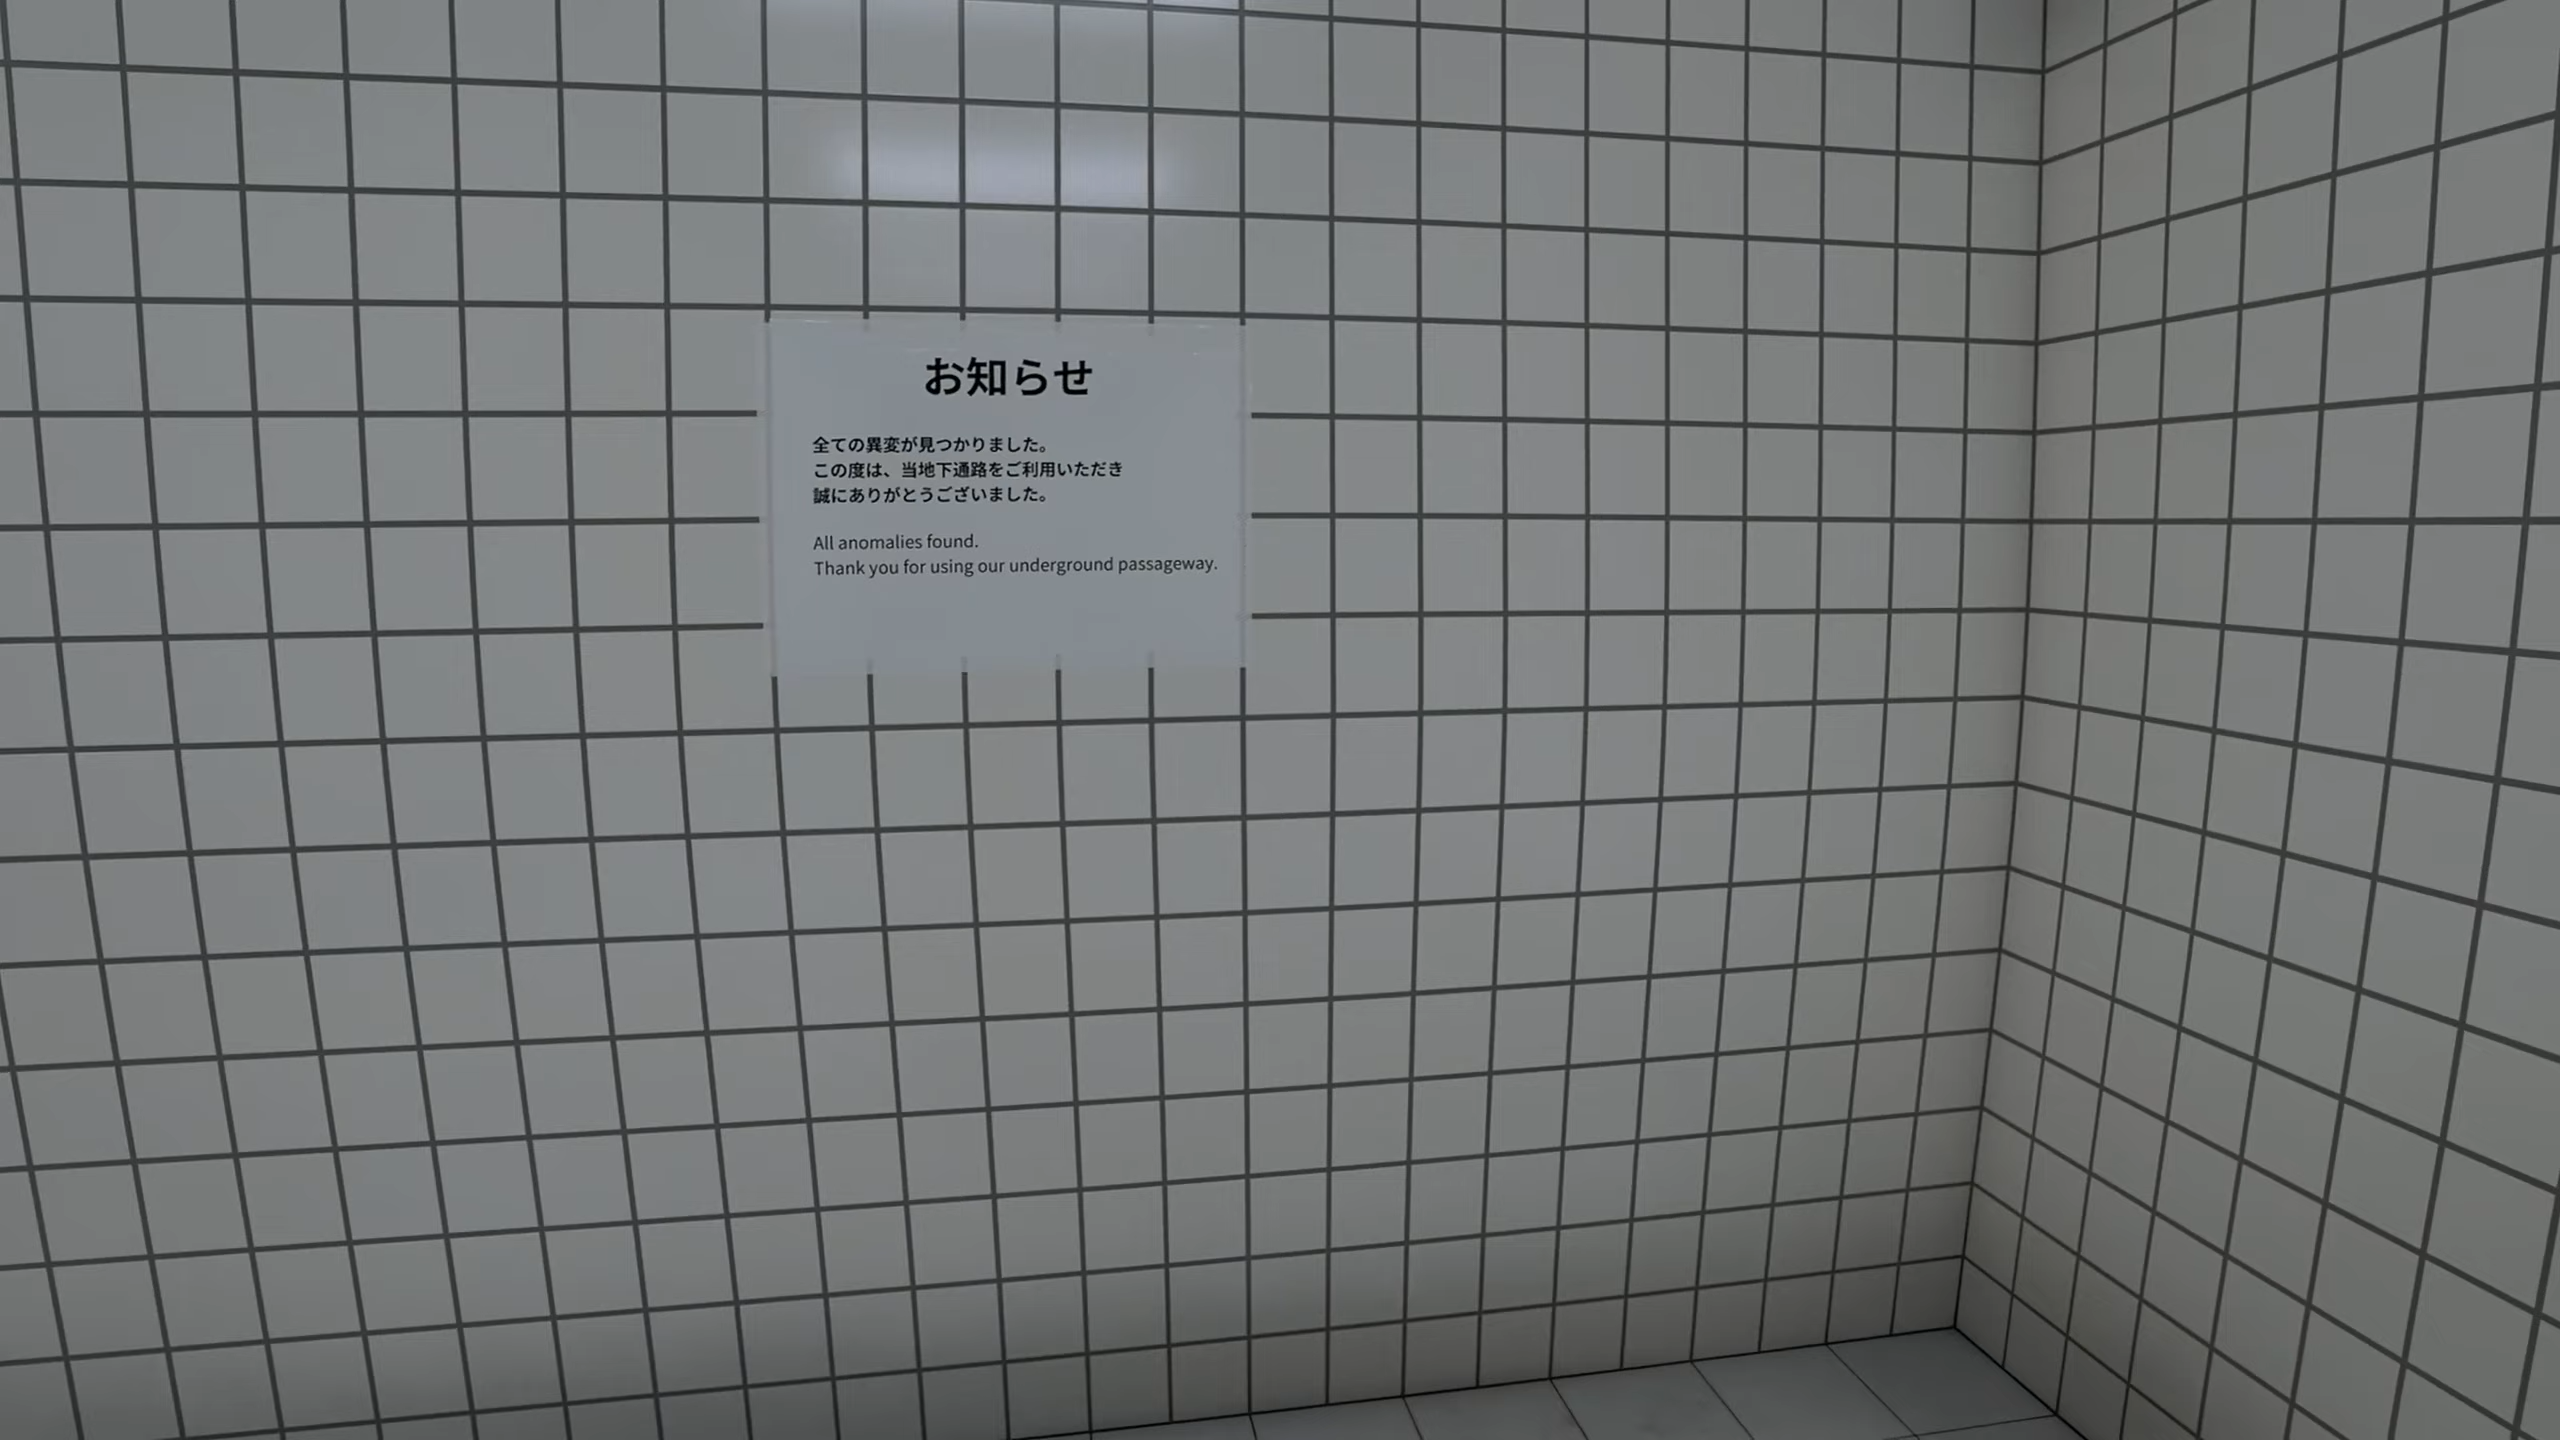 お知らせ
全ての異変が見つかりました。
この度は、当地下通路をご利用いただき
誠にありがとうございました。
All anomalies found.
Thank you for using our underground passageway.